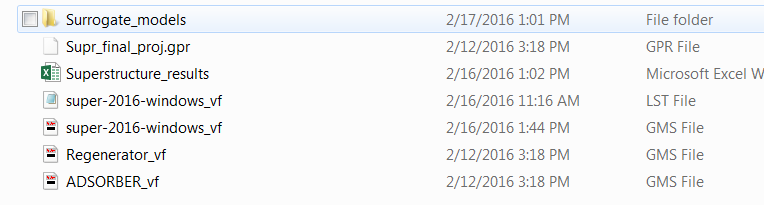 Surrogate_models 2/17/2016 1:01 PM File folder
Supr_final_proj.gpr 2/12/2016 3:18 PM GPR File
Superstructure_results 2/16/2016 1:02 PM Microsoft Excel W
super-2016-windows_vf 2/16/2016 11:16 AM LST File
super-2016-windows_vf 2/16/2016 1:44 PM GMS File
Regenerator_vf 2/12/2016 3:18 PM GMS File
ADSORBER_vf 2/12/2016 3:18 PM GMS File